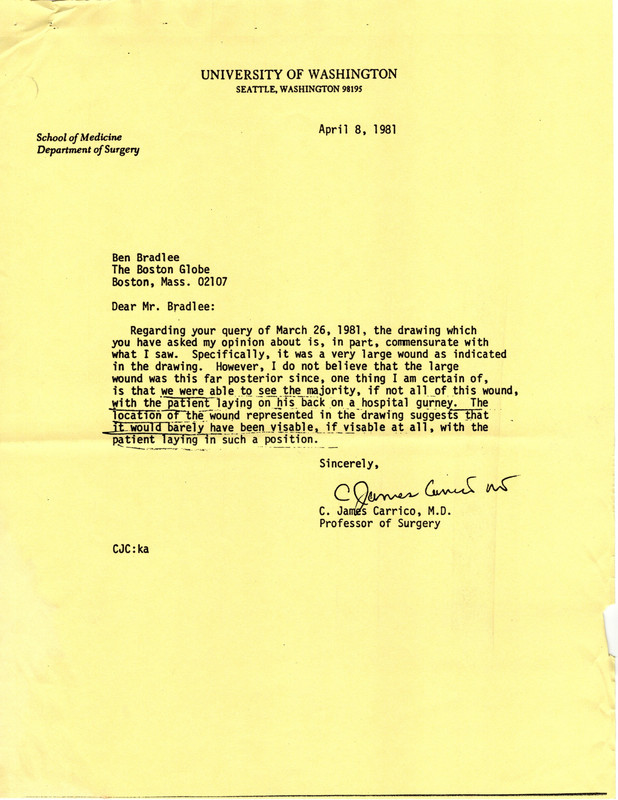 UNIVERSITY OF WASHINGTON
SEATTLE, WASHINGTON 98195
April 8, 1981
School of Medicine
Department of Surgery
Ben Bradlee
The Boston Globe
Boston, Mass. 02107
Dear Mr. Bradlee:
Regarding your query of March 26, 1981, the drawing which
you have asked my opinion about is, in part, commensurate with
what I saw. Specifically, it was a very large wound as indicated
in the drawing. However, I do not believe that the large
wound was this far posterior since, one thing I am certain of,
is that we were able to see the majority, if not all of this wound,
with the patient laying on his back on a hospital gurney. The
location of the wound represented in the drawing suggests that
it would barely have been visable, if visable at all, with the
patient laying in such a position.
Sincerely,
C James Carrico MD
C. James Carrico, M.D.
Professor of Surgery
CJC:ka